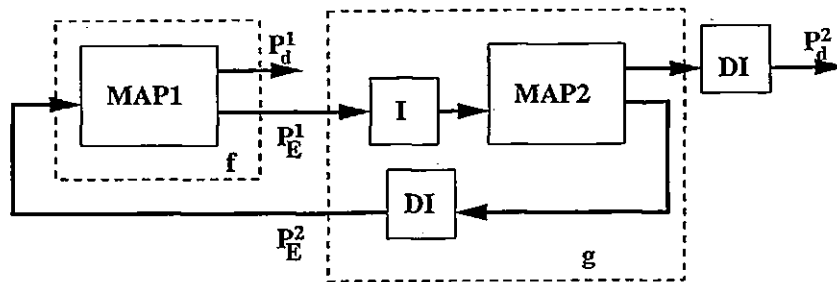 P_d^1
MAP1
P_E^1
f
I
MAP2
DI
P_d^2
DI
P_E^2
g